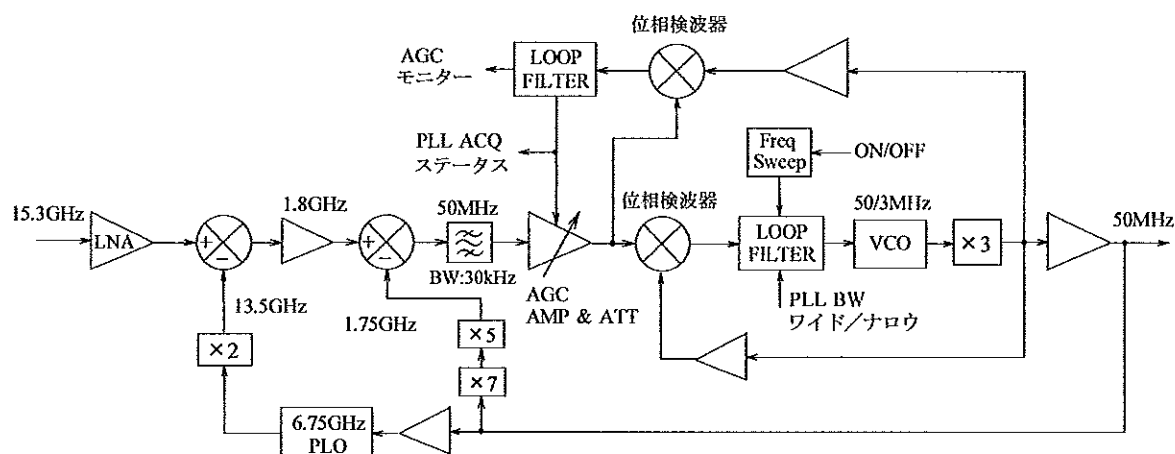 位相検波器
AGC
モニター
LOOP
FILTER
PLL ACQ
ステータス
Freq
Sweep
ON/OFF
15.3GHz
LNA
+
−
1.8GHz
+
−
50MHz
BW:30kHz
AGC
AMP & ATT
位相検波器
LOOP
FILTER
50/3MHz
VCO
×3
50MHz
PLL BW
ワイド／ナロウ
13.5GHz
1.75GHz
×2
×5
×7
6.75GHz
PLO